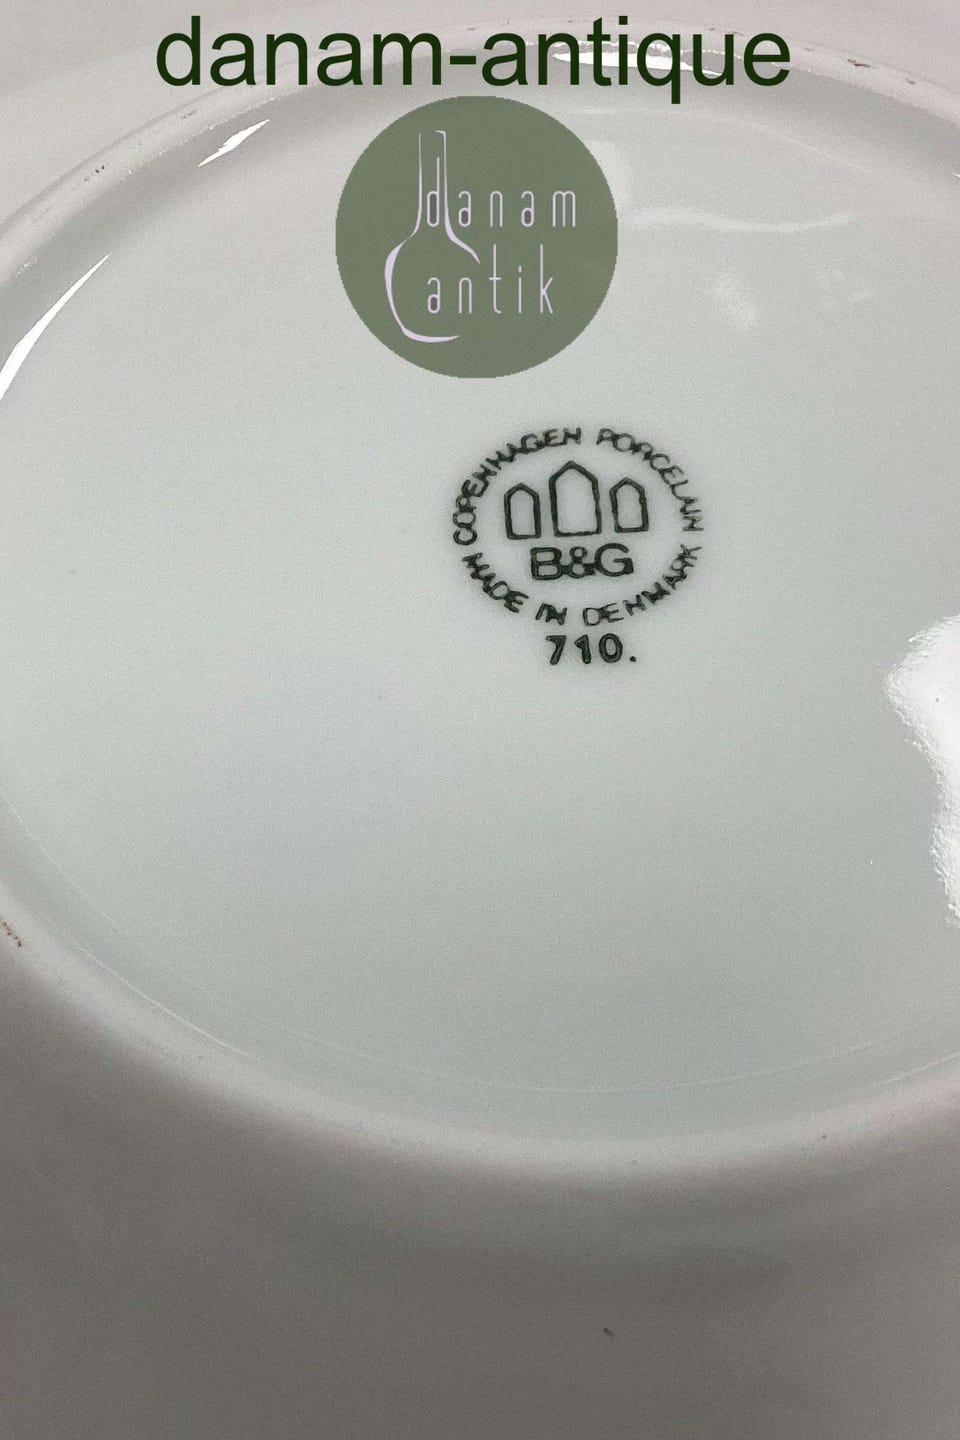 danam-antique
danam
antik
COPENHAGEN PORCELAIN
B&G
MADE IN DENMARK
710.